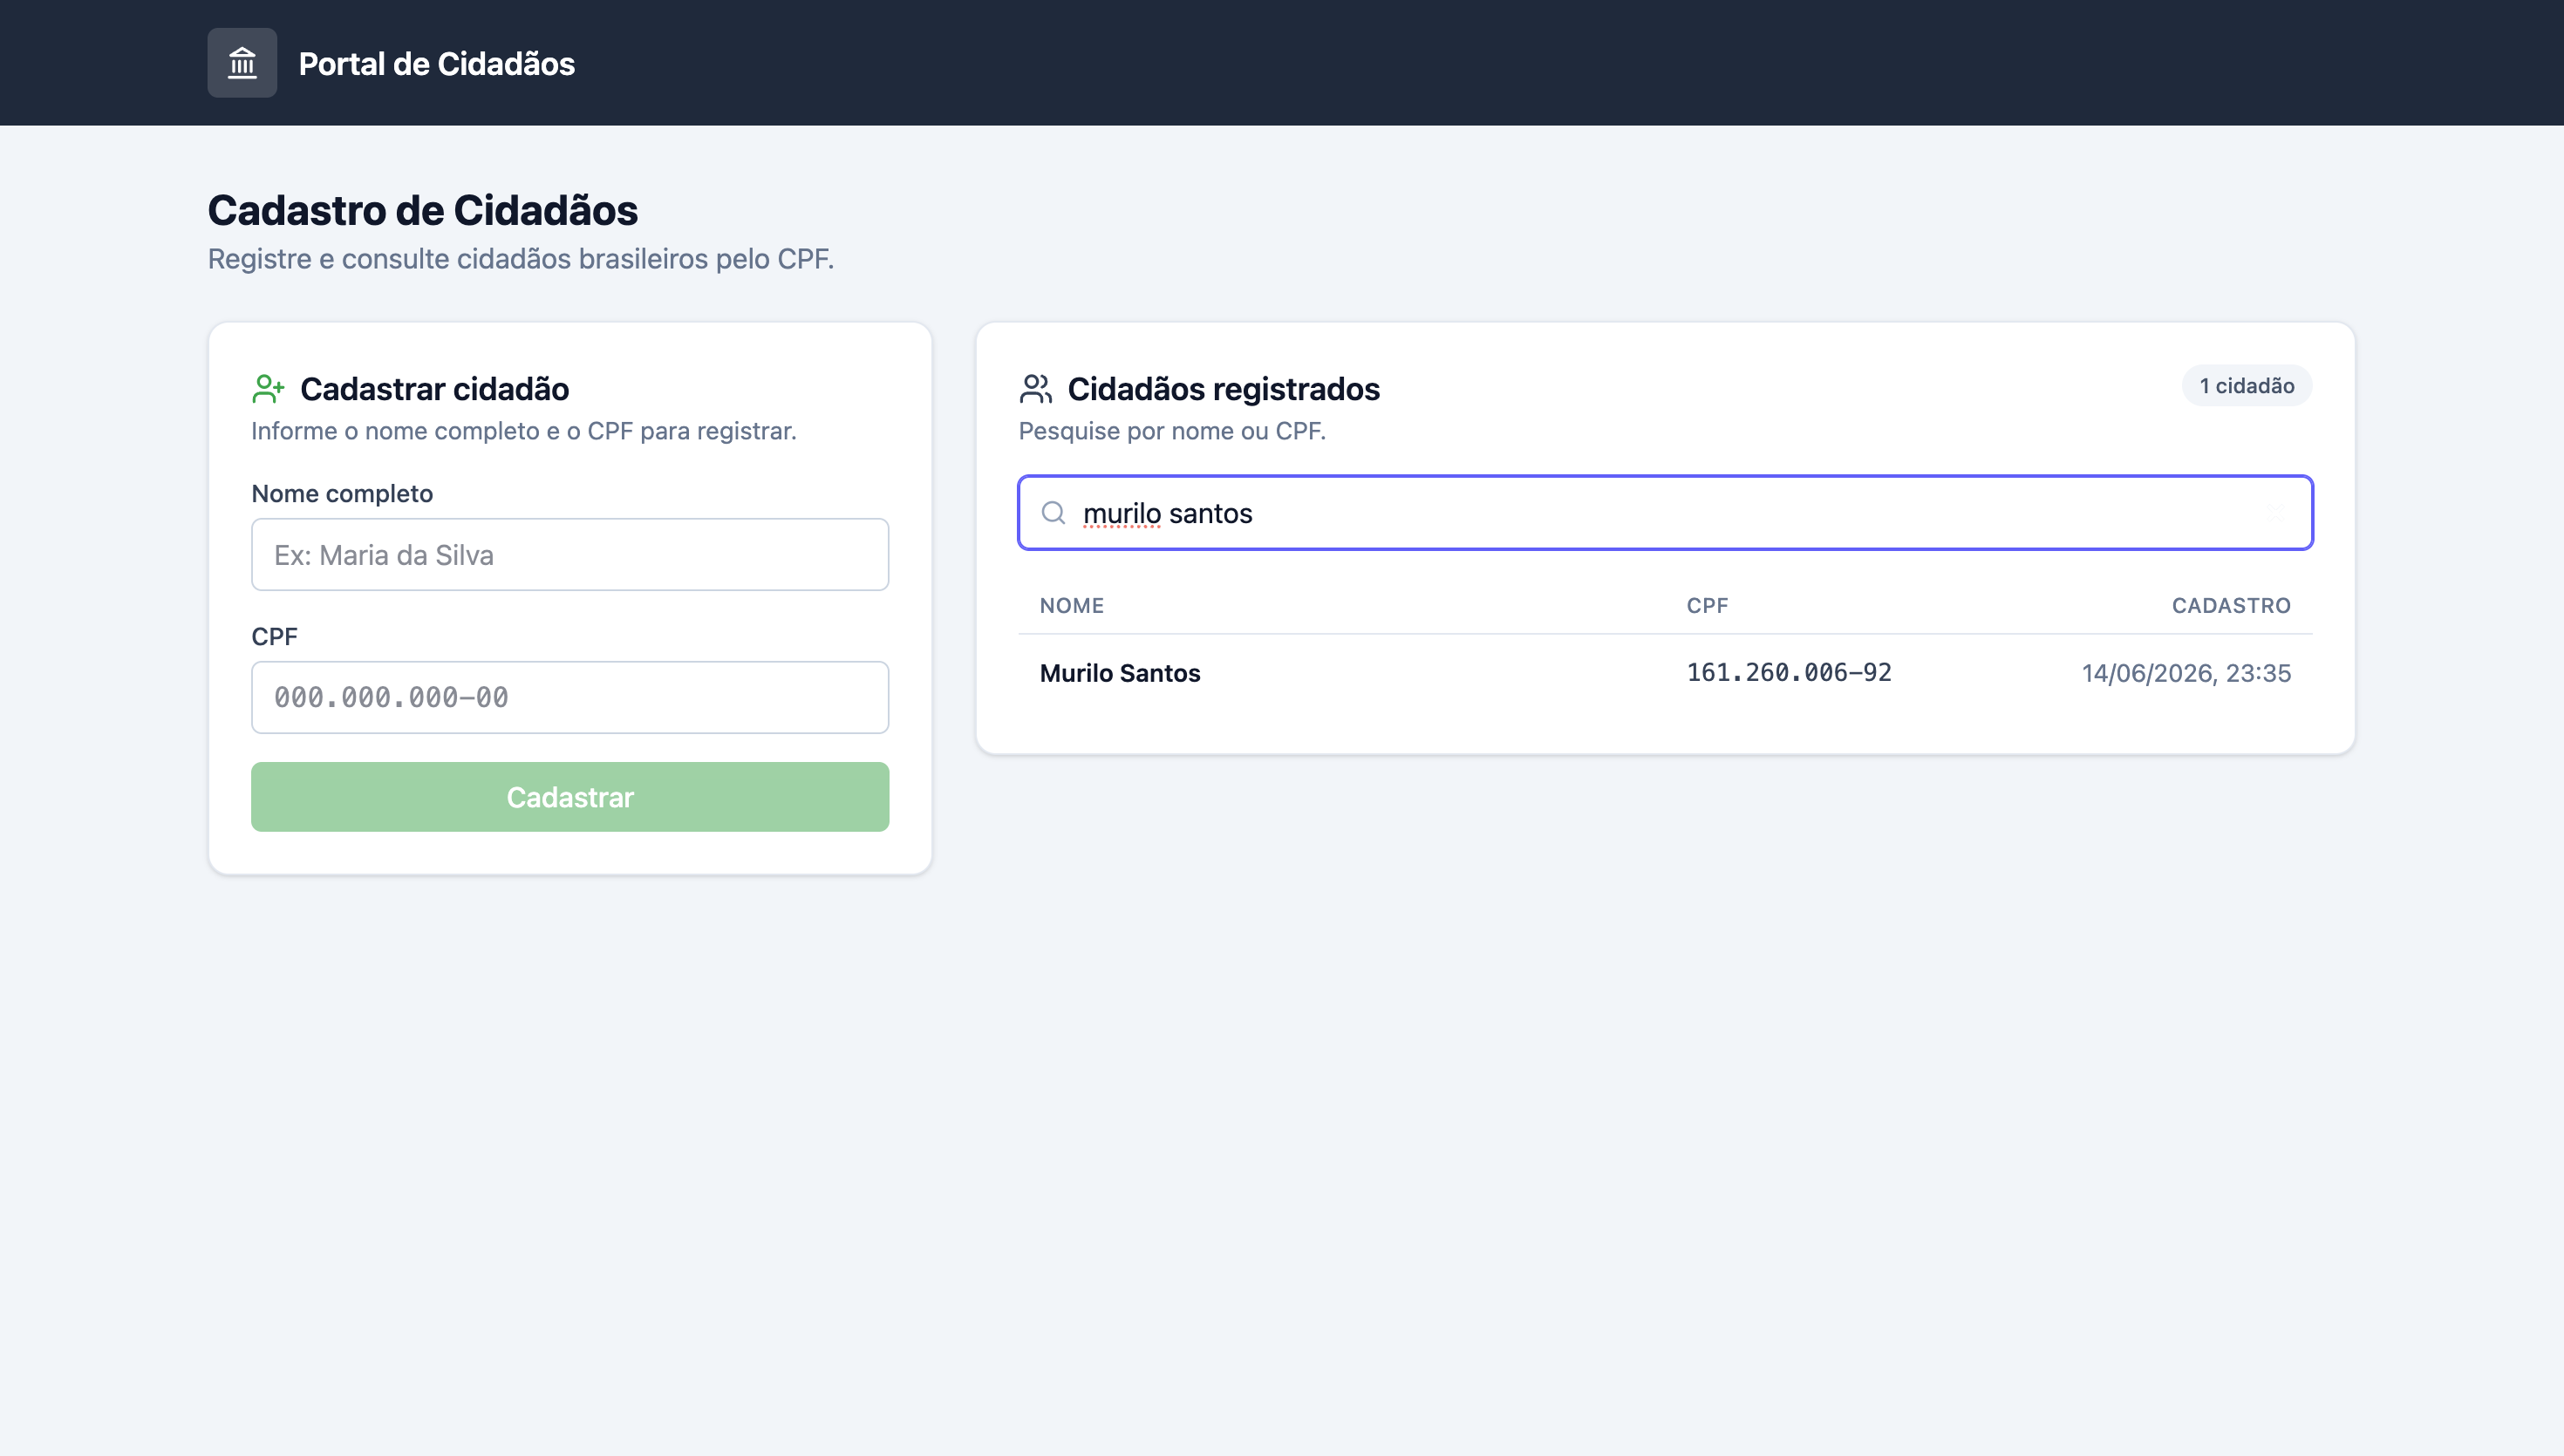 Portal de Cidadãos
Cadastro de Cidadãos
Registre e consulte cidadãos brasileiros pelo CPF.
Cadastrar cidadão
Informe o nome completo e o CPF para registrar.
Nome completo
Ex: Maria da Silva
CPF
000.000.000-00
Cadastrar
Cidadãos registrados
1 cidadão
Pesquise por nome ou CPF.
murilo santos
NOME CPF CADASTRO
Murilo Santos 161.260.006-92 14/06/2026, 23:35